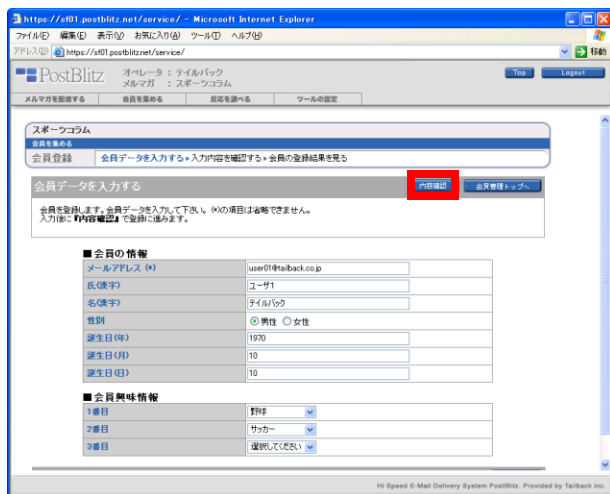 https://sf01.postblitz.net/service/ - Microsoft Internet Explorer
ファイル(F) 編集(E) 表示(V) お気に入り(A) ツール(T) ヘルプ(H)
アドレス(D) https://sf01.postblitz.net/service/ 移動
PostBlitz オペレータ : テイルバック Top Logout
メルマガ : スポーツコラム
メルマガを配信する 会員を集める 反応を調べる ツールの設定
スポーツコラム
会員を集める
会員登録 会員データを入力する▶入力内容を確認する▶会員の登録結果を見る
会員データを入力する 内容確認 会員管理トップへ
会員を登録します。会員データを入力して下さい。(*)の項目は省略できません。
入力後に『内容確認』で登録に進みます。
■会員の情報
メールアドレス (*) user01@tailback.co.jp
氏(漢字) ユーザ1
名(漢字) テイルバック
性別 男性 女性
誕生日(年) 1970
誕生日(月) 10
誕生日(日) 10
■会員興味情報
1番目 野球
2番目 サッカー
3番目 選択してください
Hi Speed E-Mail Delivery System PostBlitz. Provided by Tailback inc.